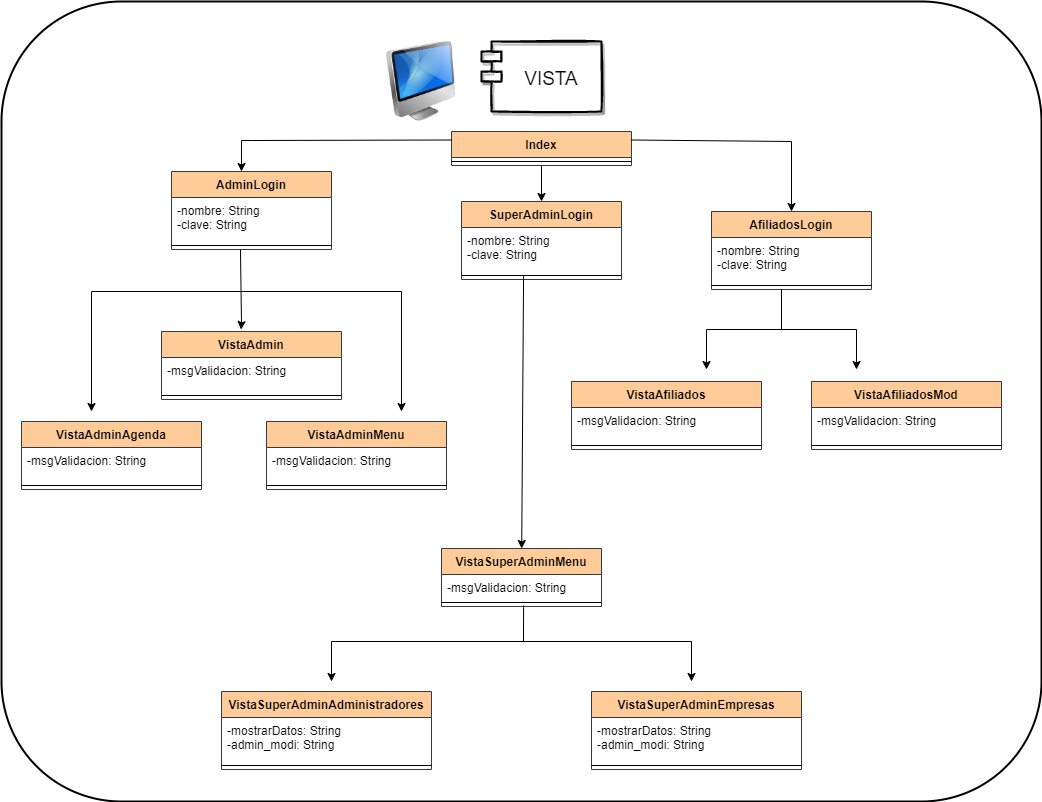 VISTA
Index
AdminLogin
-nombre: String
-clave: String
SuperAdminLogin
-nombre: String
-clave: String
AfiliadosLogin
-nombre: String
-clave: String
VistaAdmin
-msgValidacion: String
VistaAfiliados
-msgValidacion: String
VistaAfiliadosMod
-msgValidacion: String
VistaAdminAgenda
-msgValidacion: String
VistaAdminMenu
-msgValidacion: String
VistaSuperAdminMenu
-msgValidacion: String
VistaSuperAdminAdministradores
-mostrarDatos: String
-admin_modi: String
VistaSuperAdminEmpresas
-mostrarDatos: String
-admin_modi: String